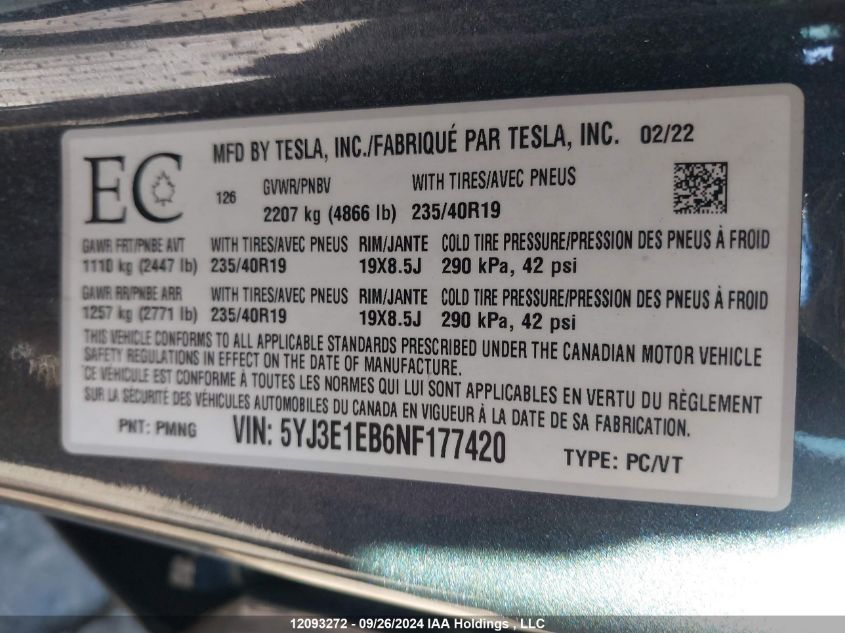 EC
MFD BY TESLA, INC./FABRIQUÉ PAR TESLA, INC. 02/22
126
GVWR/PNBV WITH TIRES/AVEC PNEUS
2207 kg (4866 lb) 235/40R19
GAWR FRT/PNBE AVT WITH TIRES/AVEC PNEUS RIM/JANTE COLD TIRE PRESSURE/PRESSION DES PNEUS À FROID
1110 kg (2447 lb) 235/40R19 19X8.5J 290 kPa, 42 psi
GAWR RR/PNBE ARR WITH TIRES/AVEC PNEUS RIM/JANTE COLD TIRE PRESSURE/PRESSION DES PNEUS À FROID
1257 kg (2771 lb) 235/40R19 19X8.5J 290 kPa, 42 psi
THIS VEHICLE CONFORMS TO ALL APPLICABLE STANDARDS PRESCRIBED UNDER THE CANADIAN MOTOR VEHICLE
SAFETY REGULATIONS IN EFFECT ON THE DATE OF MANUFACTURE.
CE VÉHICULE EST CONFORME À TOUTES LES NORMES QUI LUI SONT APPLICABLES EN VERTU DU RÈGLEMENT
SUR LA SÉCURITÉ DES VÉHICULES AUTOMOBILES DU CANADA EN VIGUEUR À LA DATE DE SA FABRICATION.
PNT: PMNG VIN: 5YJ3E1EB6NF177420 TYPE: PC/VT
12093272 - 09/26/2024 IAA Holdings , LLC